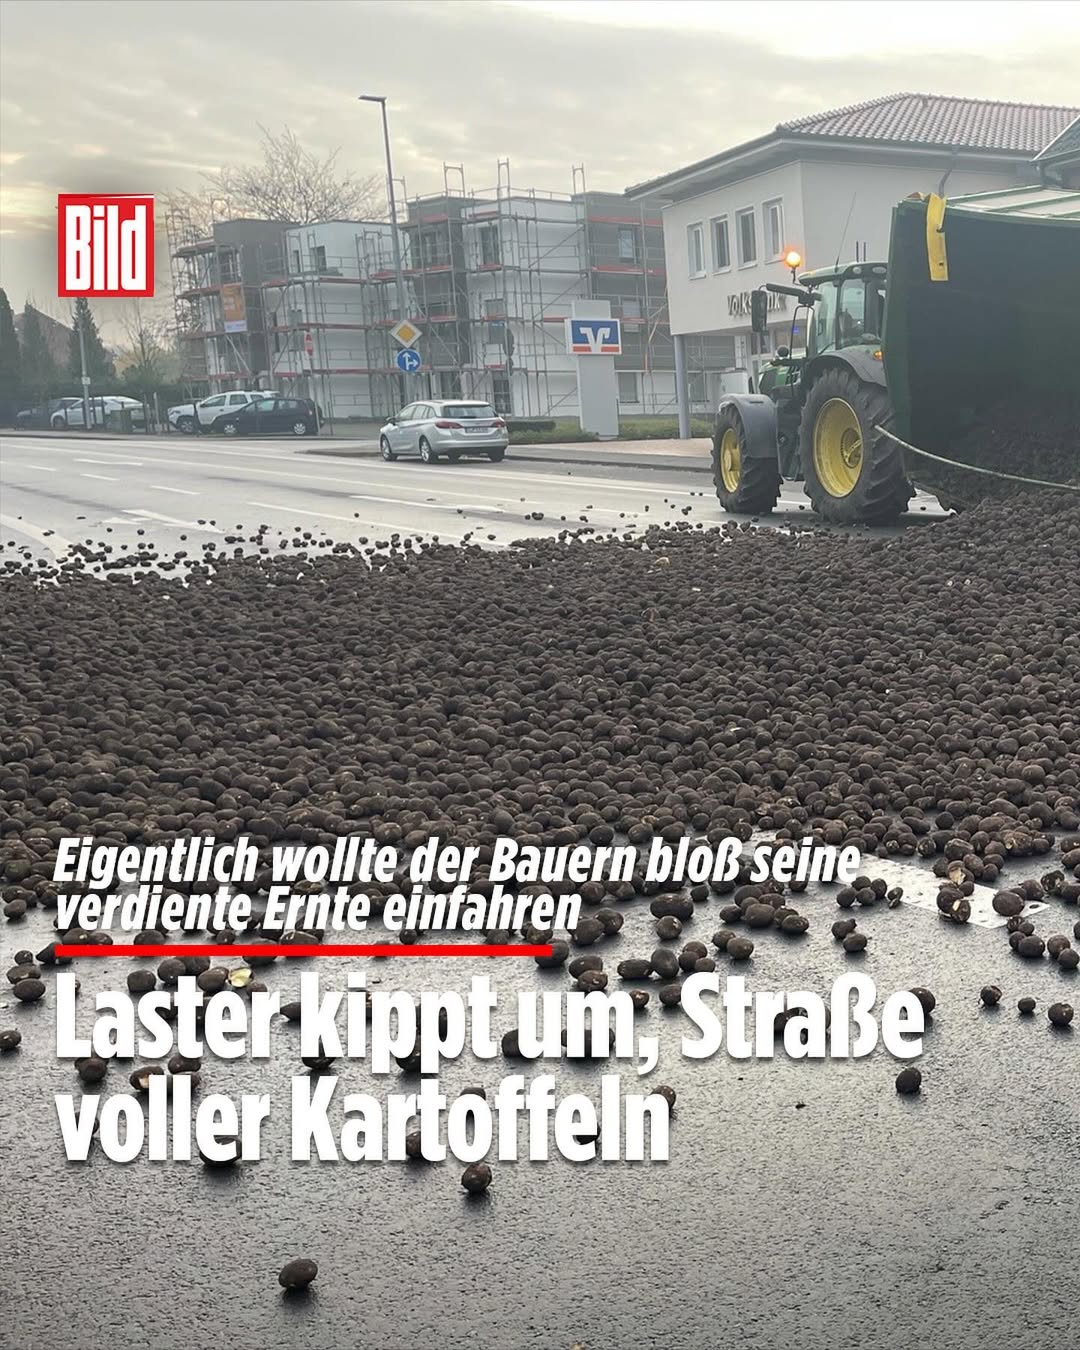 Bild
Volksbank
Eigentlich wollte der Bauern bloß seine
verdiente Ernte einfahren
Laster kippt um, Straße
voller Kartoffeln